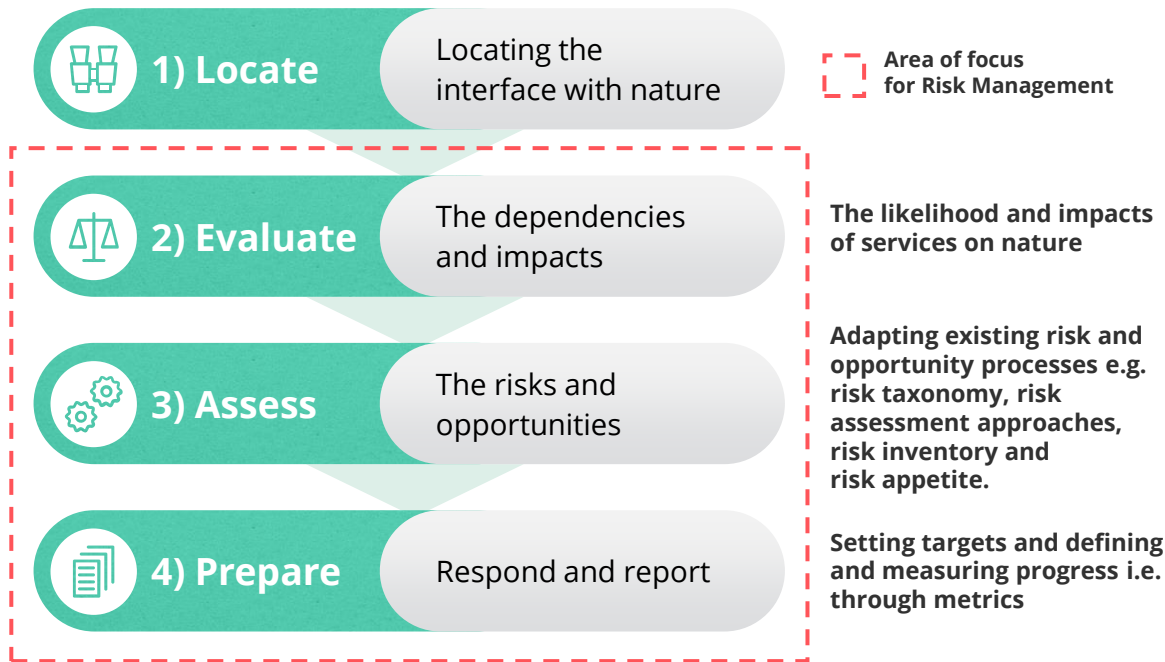 1) Locate
Locating the
interface with nature
Area of focus
for Risk Management
2) Evaluate
The dependencies
and impacts
The likelihood and impacts
of services on nature
3) Assess
The risks and
opportunities
Adapting existing risk and
opportunity processes e.g.
risk taxonomy, risk
assessment approaches,
risk inventory and
risk appetite.
4) Prepare
Respond and report
Setting targets and defining
and measuring progress i.e.
through metrics